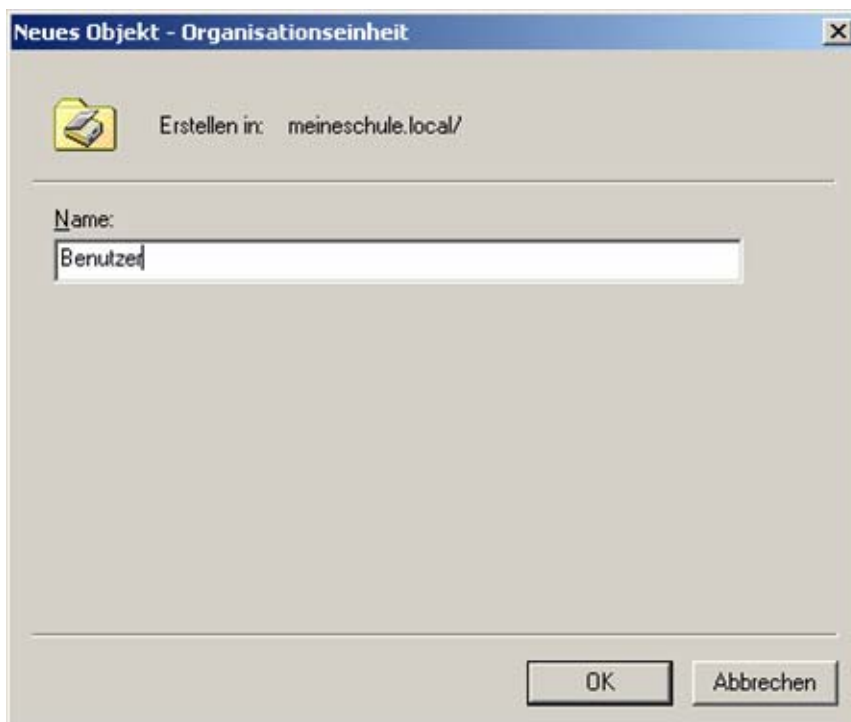 Neues Objekt - Organisationseinheit
Erstellen in: meineschule.local/
Name:
Benutzer
OK Abbrechen